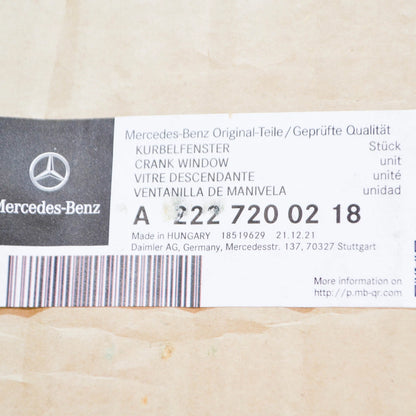 Mercedes-Benz Original-Teile/Geprüfte Qualität
KURBELFENSTER Stück
CRANK WINDOW unit
VITRE DESCENDANTE unité
VENTANILLA DE MANIVELA unidad
Mercedes-Benz
A 222 720 02 18
Made in HUNGARY 18519629 21.12.21
Daimler AG, Germany, Mercedesstr. 137, 70327 Stuttgart
More information on
http://p.mb-qr.com/